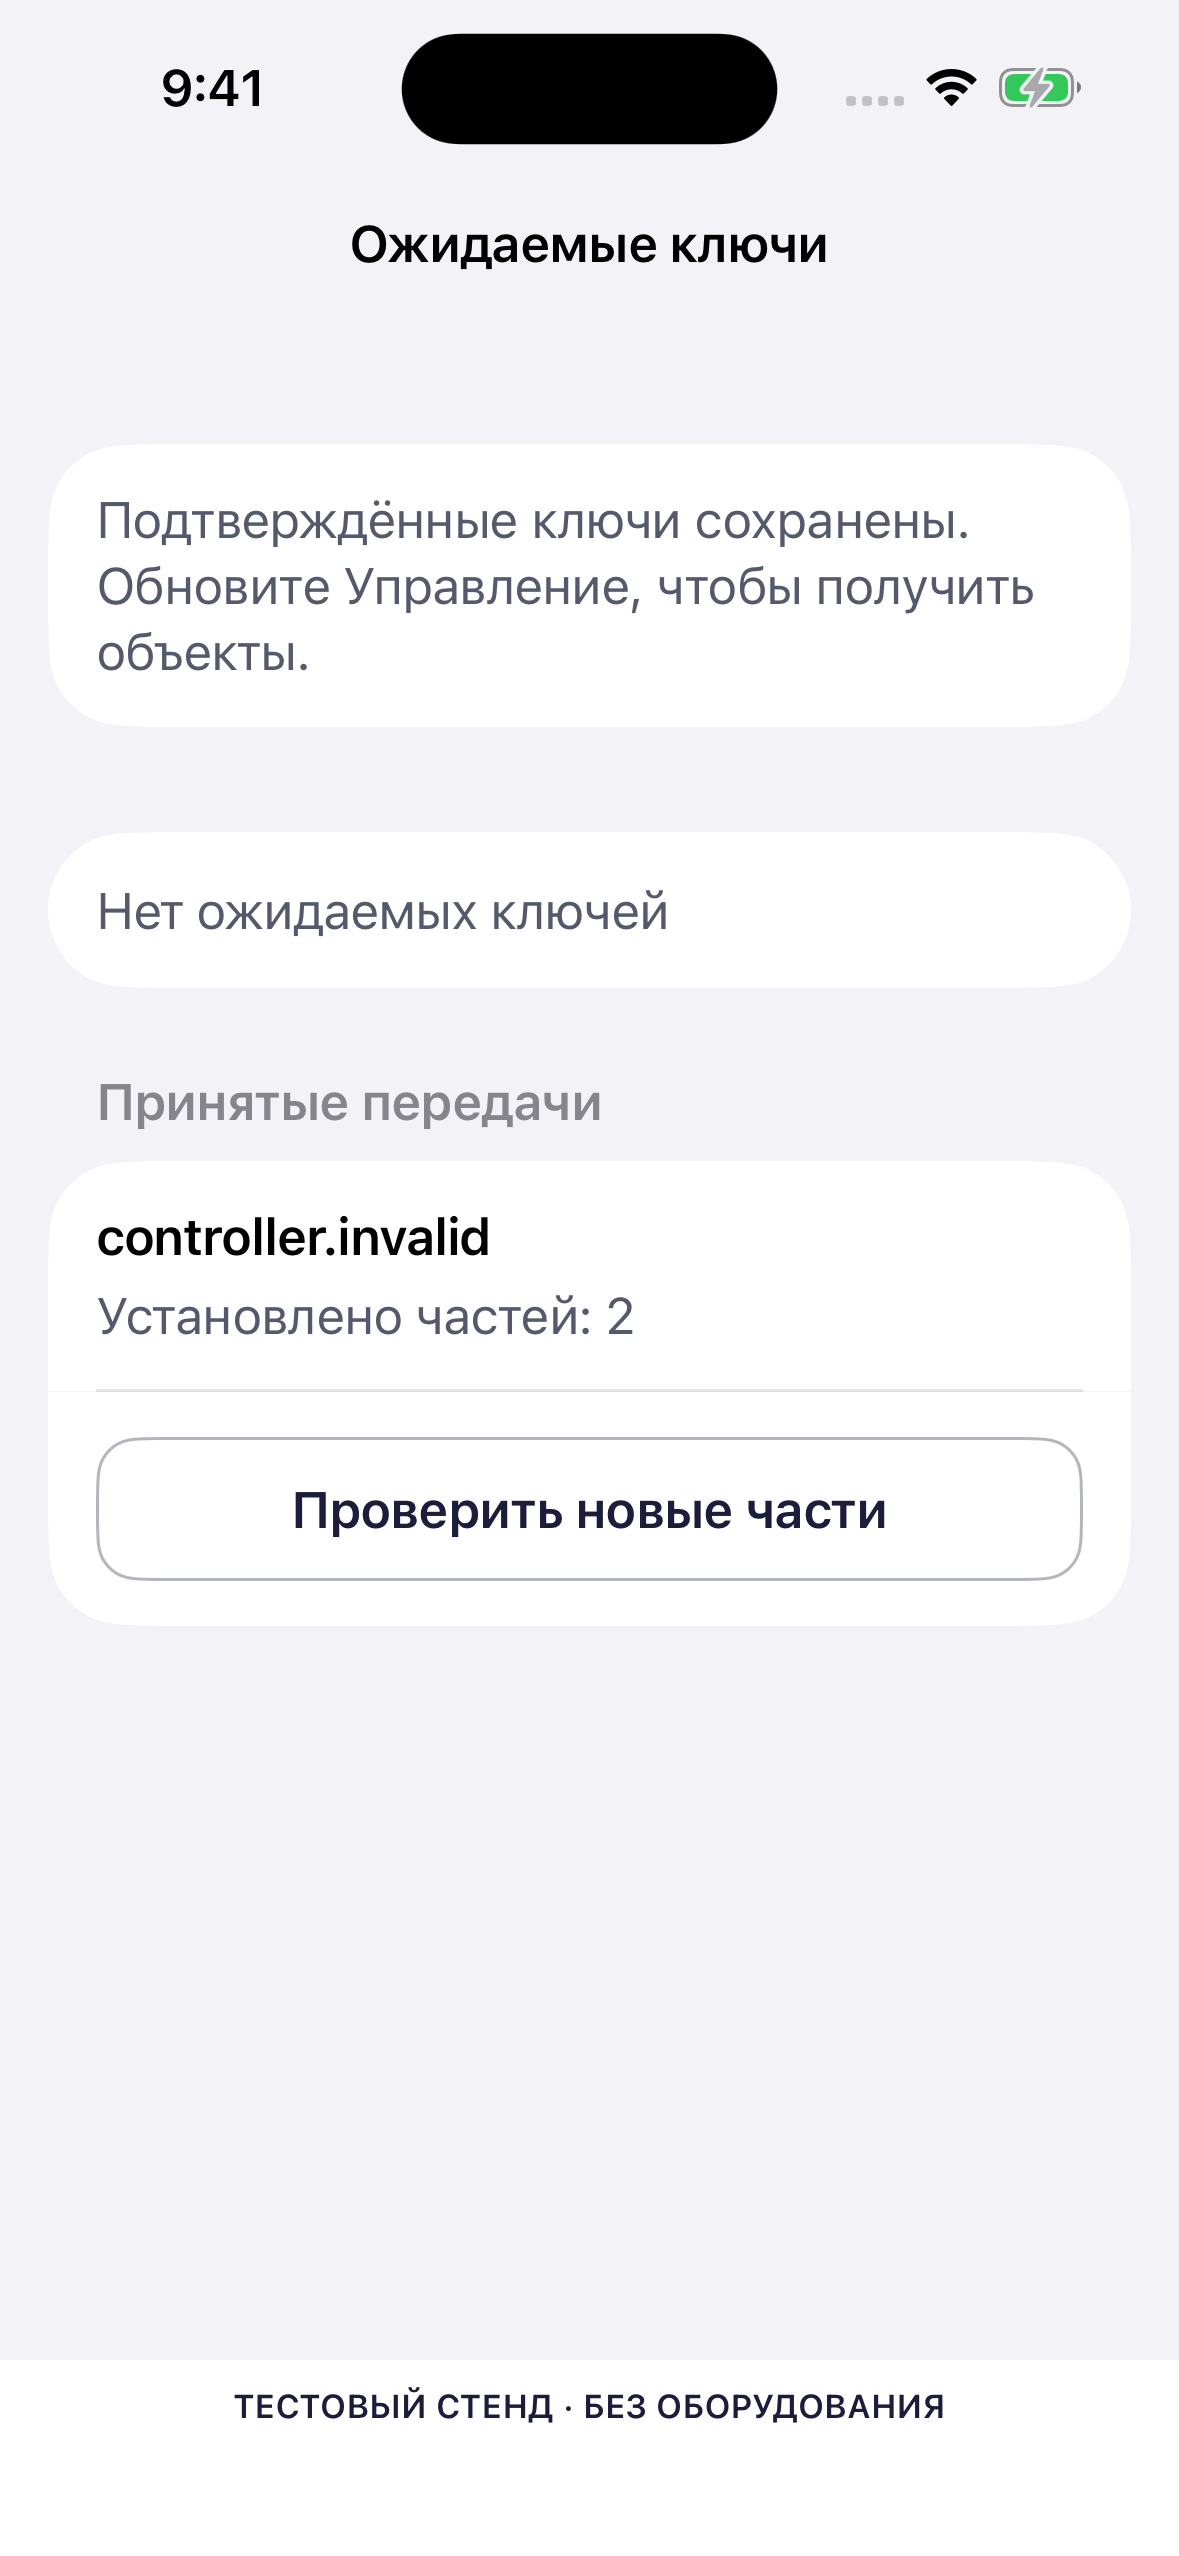 9:41
Ожидаемые ключи
Подтверждённые ключи сохранены.
Обновите Управление, чтобы получить
объекты.
Нет ожидаемых ключей
Принятые передачи
controller.invalid
Установлено частей: 2
Проверить новые части
ТЕСТОВЫЙ СТЕНД · БЕЗ ОБОРУДОВАНИЯ